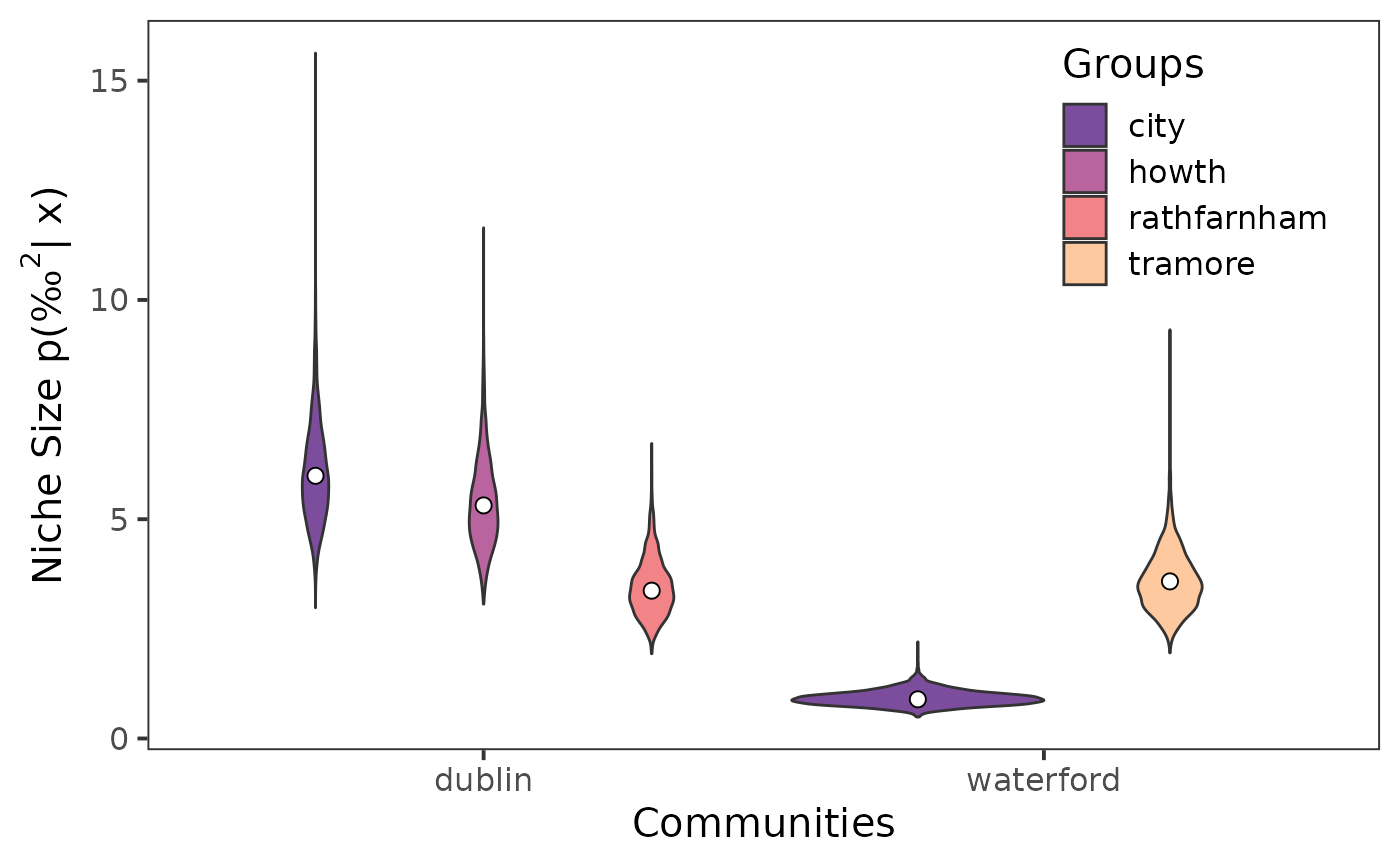 Niche Size p(‰²| x)
15
10
5
0
Groups
city
howth
rathfarnham
tramore
dublin
waterford
Communities